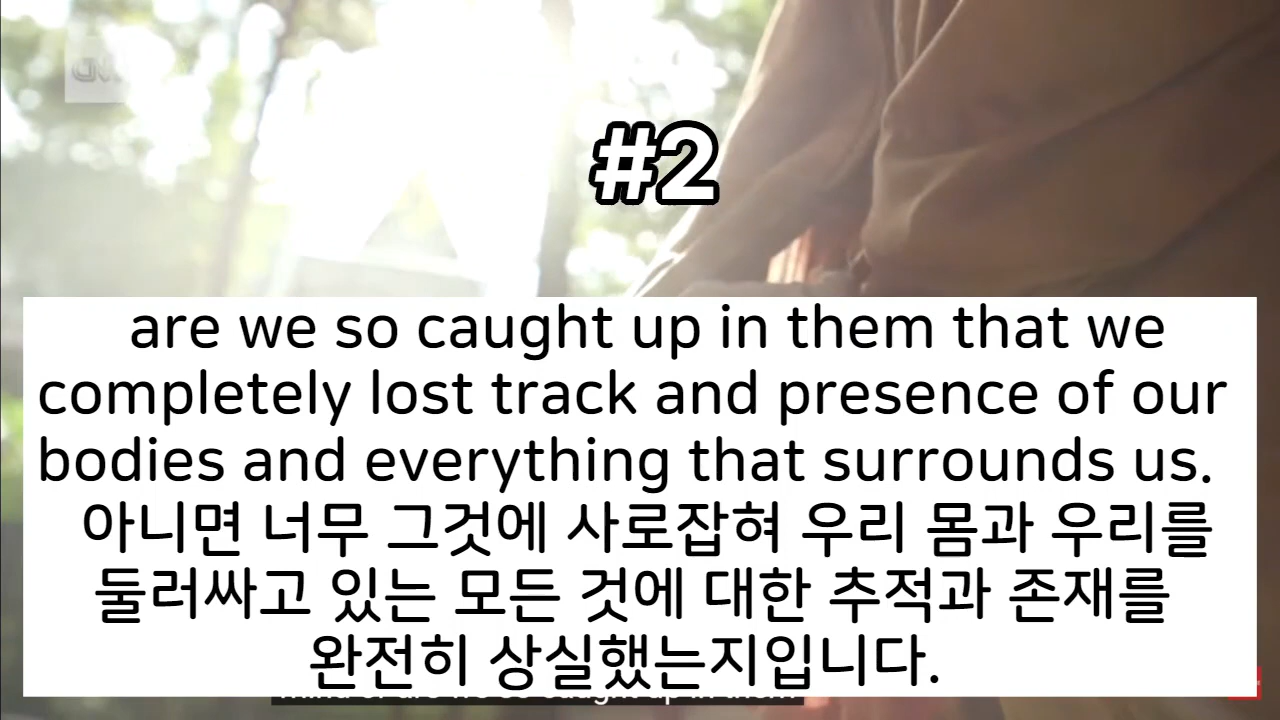 #2
are we so caught up in them that we
completely lost track and presence of our
bodies and everything that surrounds us.
아니면 너무 그것에 사로잡혀 우리 몸과 우리를
둘러싸고 있는 모든 것에 대한 추적과 존재를
완전히 상실했는지입니다.